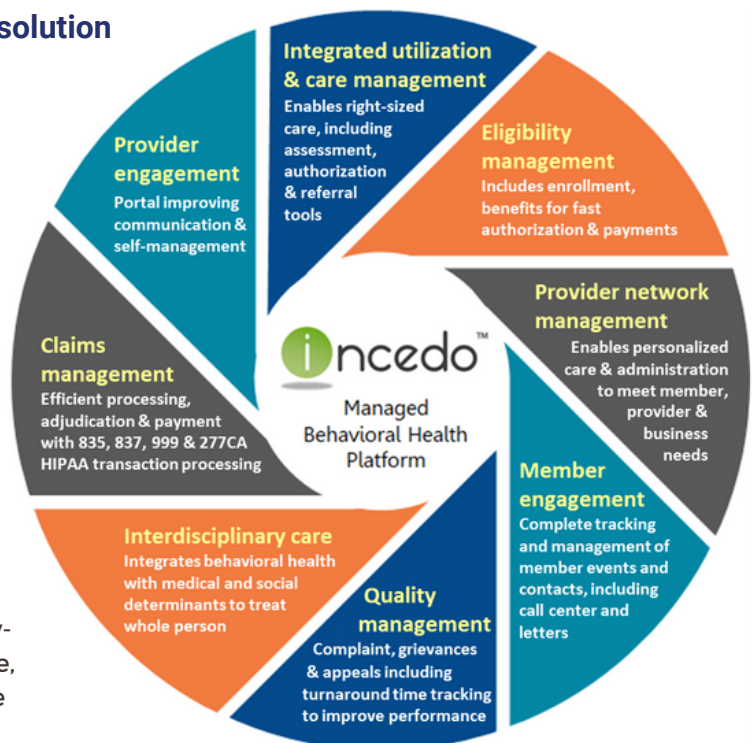 solution
Integrated utilization
& care management
Enables right-sized
care, including
assessment,
authorization
& referral
tools
Eligibility
management
Includes enrollment,
benefits for fast
authorization & payments
Provider network
management
Enables personalized
care & administration
to meet member,
provider &
business
needs
Member
engagement
Complete tracking
and management of
member events and
contacts, including
call center and
letters
Quality
management
Complaint, grievances
& appeals including
turnaround time tracking
to improve performance
Interdisciplinary care
Integrates behavioral health
with medical and social
determinants to treat
whole person
Claims
management
Efficient processing,
adjudication & payment
with 835, 837, 999 & 277CA
HIPAA transaction processing
Provider
engagement
Portal improving
communication &
self-management
incedo™
Managed
Behavioral Health
Platform